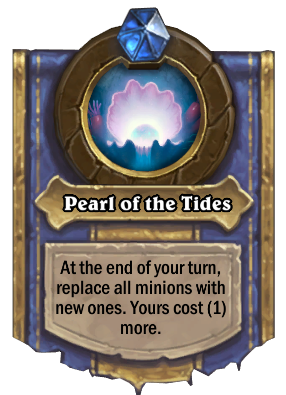 Pearl of the Tides
At the end of your turn,
replace all minions with
new ones. Yours cost (1)
more.